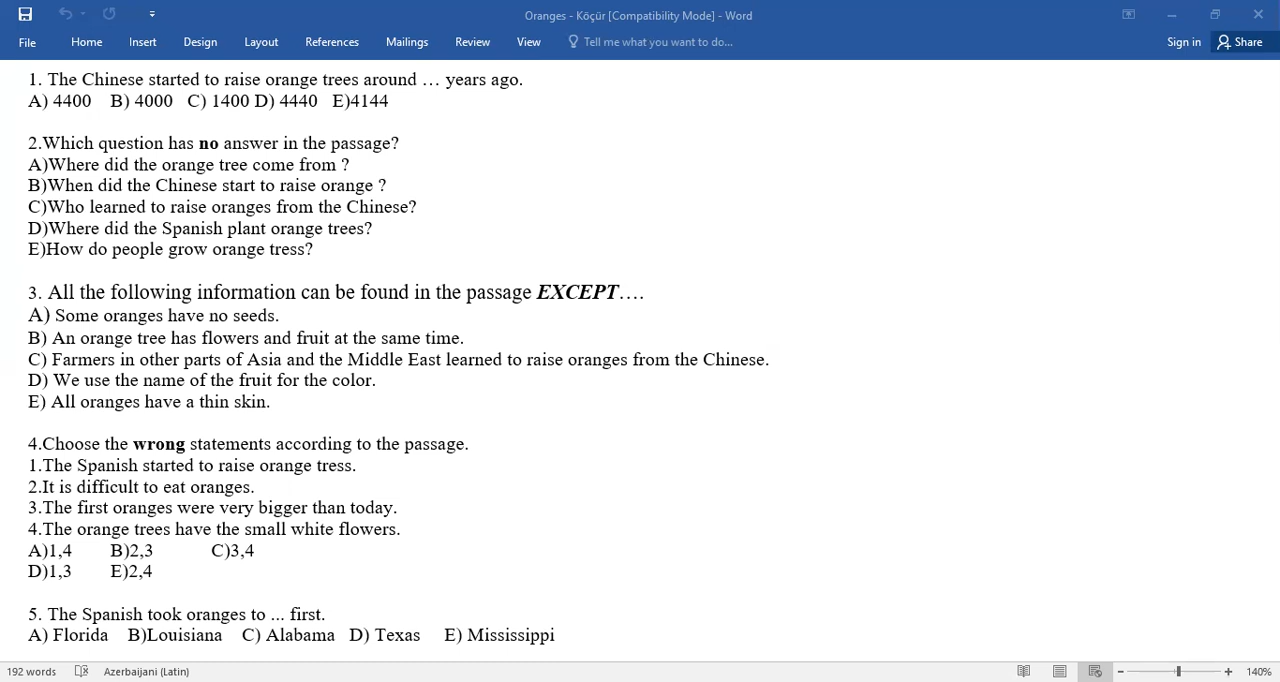 Oranges - Köçür [Compatibility Mode] - Word
File Home Insert Design Layout References Mailings Review View Tell me what you want to do... Sign in Share
1. The Chinese started to raise orange trees around … years ago.
A) 4400 B) 4000 C) 1400 D) 4440 E)4144
2.Which question has no answer in the passage?
A)Where did the orange tree come from ?
B)When did the Chinese start to raise orange ?
C)Who learned to raise oranges from the Chinese?
D)Where did the Spanish plant orange trees?
E)How do people grow orange tress?
3. All the following information can be found in the passage EXCEPT….
A) Some oranges have no seeds.
B) An orange tree has flowers and fruit at the same time.
C) Farmers in other parts of Asia and the Middle East learned to raise oranges from the Chinese.
D) We use the name of the fruit for the color.
E) All oranges have a thin skin.
4.Choose the wrong statements according to the passage.
1.The Spanish started to raise orange tress.
2.It is difficult to eat oranges.
3.The first oranges were very bigger than today.
4.The orange trees have the small white flowers.
A)1,4 B)2,3 C)3,4
D)1,3 E)2,4
5. The Spanish took oranges to ... first.
A) Florida B)Louisiana C) Alabama D) Texas E) Mississippi
192 words Azerbaijani (Latin) 140%